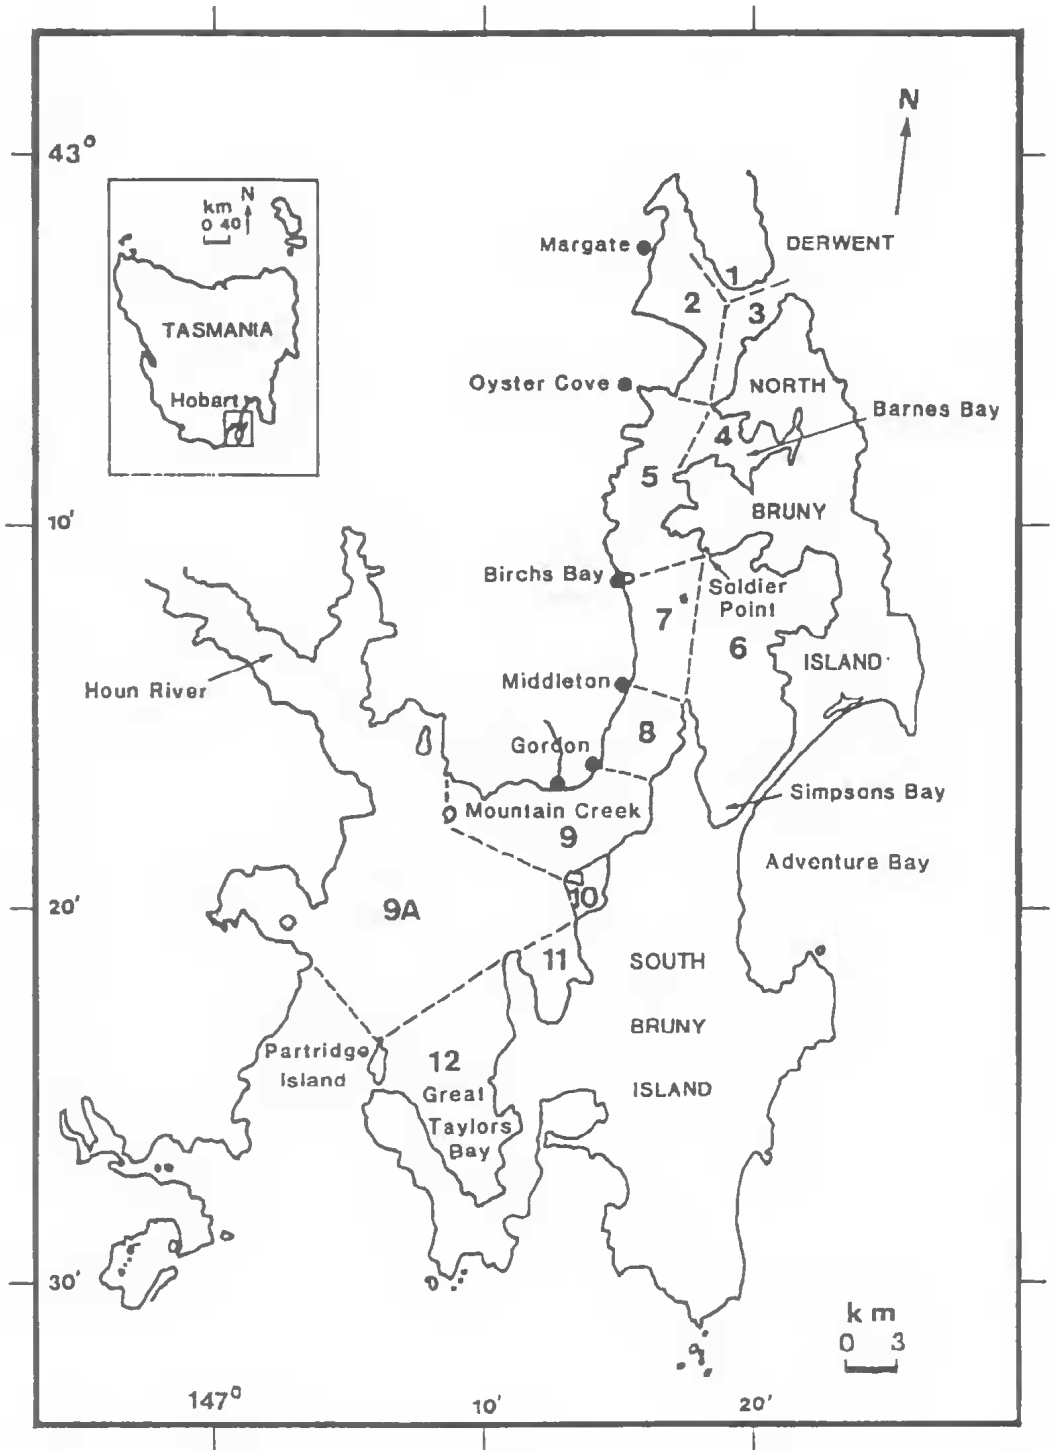 N
43°
km
N
0 40
Margate
DERWENT
1
2
3
TASMANIA
Oyster Cove
NORTH
Hobart
Barnes Bay
4
5
10'
BRUNY
Birchs Bay
Soldier
Point
7
6
ISLAND
Houn River
Middleton
8
Gordon
Simpsons Bay
Mountain Creek
9
Adventure Bay
10
20'
9A
11
SOUTH
BRUNY
Partridge
Island
12
ISLAND
Great
Taylors
Bay
30'
km
0 3
147°
10'
20'